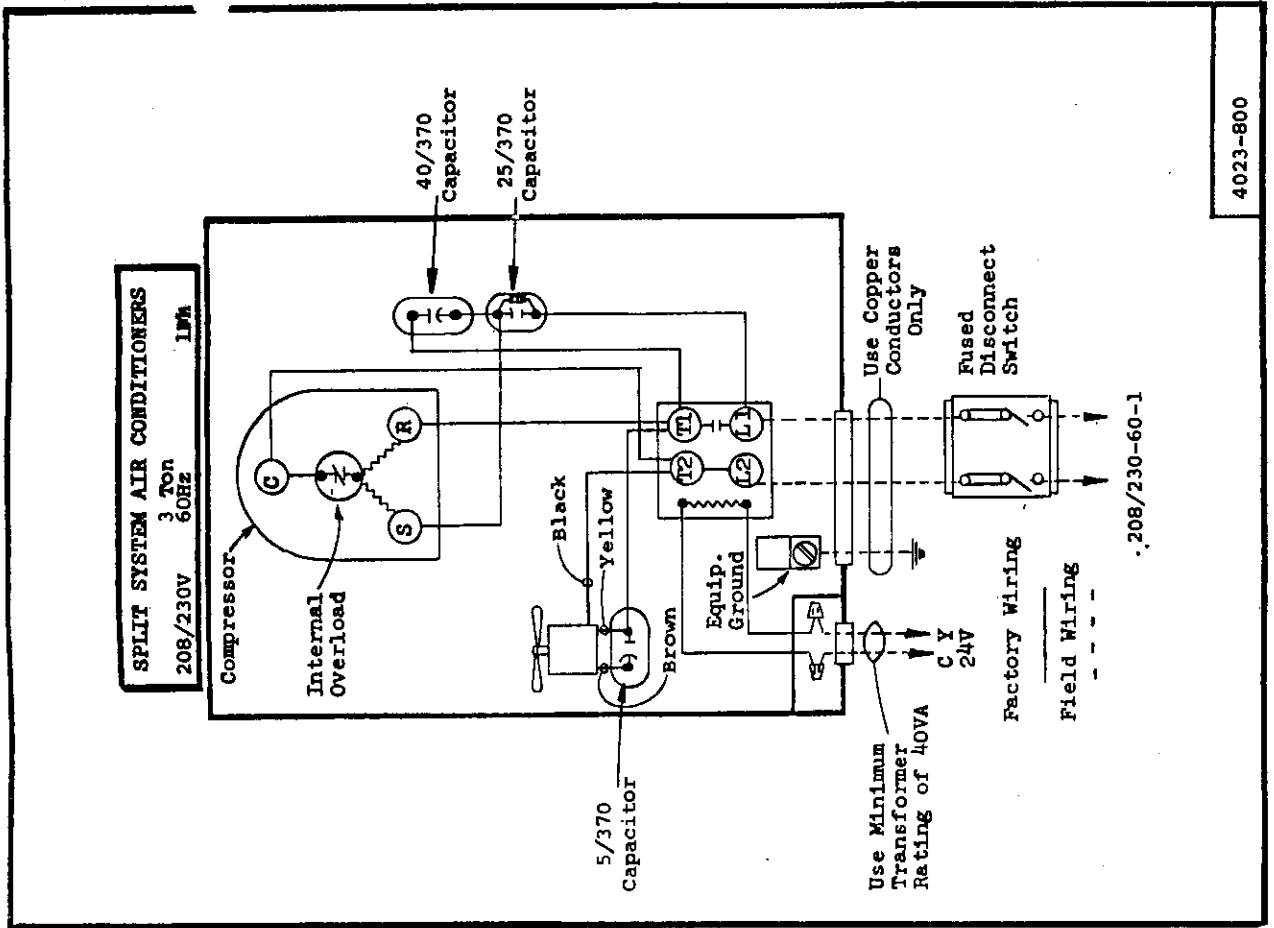 SPLIT SYSTEM AIR CONDITIONERS
3 Ton
208/230V 60Hz
Compressor
C
Internal
Overload
S
R
40/370
Capacitor
25/370
Capacitor
Black
Yellow
Brown
5/370
Capacitor
T2
T1
L2
L1
Equip.
Ground
Use Copper
Conductors
Only
Fused
Disconnect
Switch
C Y
24V
Use Minimum
Transformer
Rating of 40VA
Factory Wiring
Field Wiring
208/230-60-1
4023-800